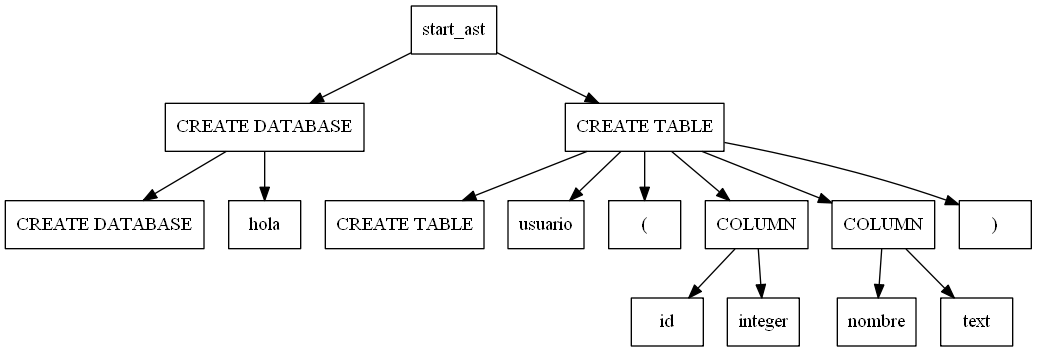 start_ast
CREATE DATABASE
CREATE TABLE
CREATE DATABASE
hola
CREATE TABLE
usuario
(
COLUMN
COLUMN
)
id
integer
nombre
text